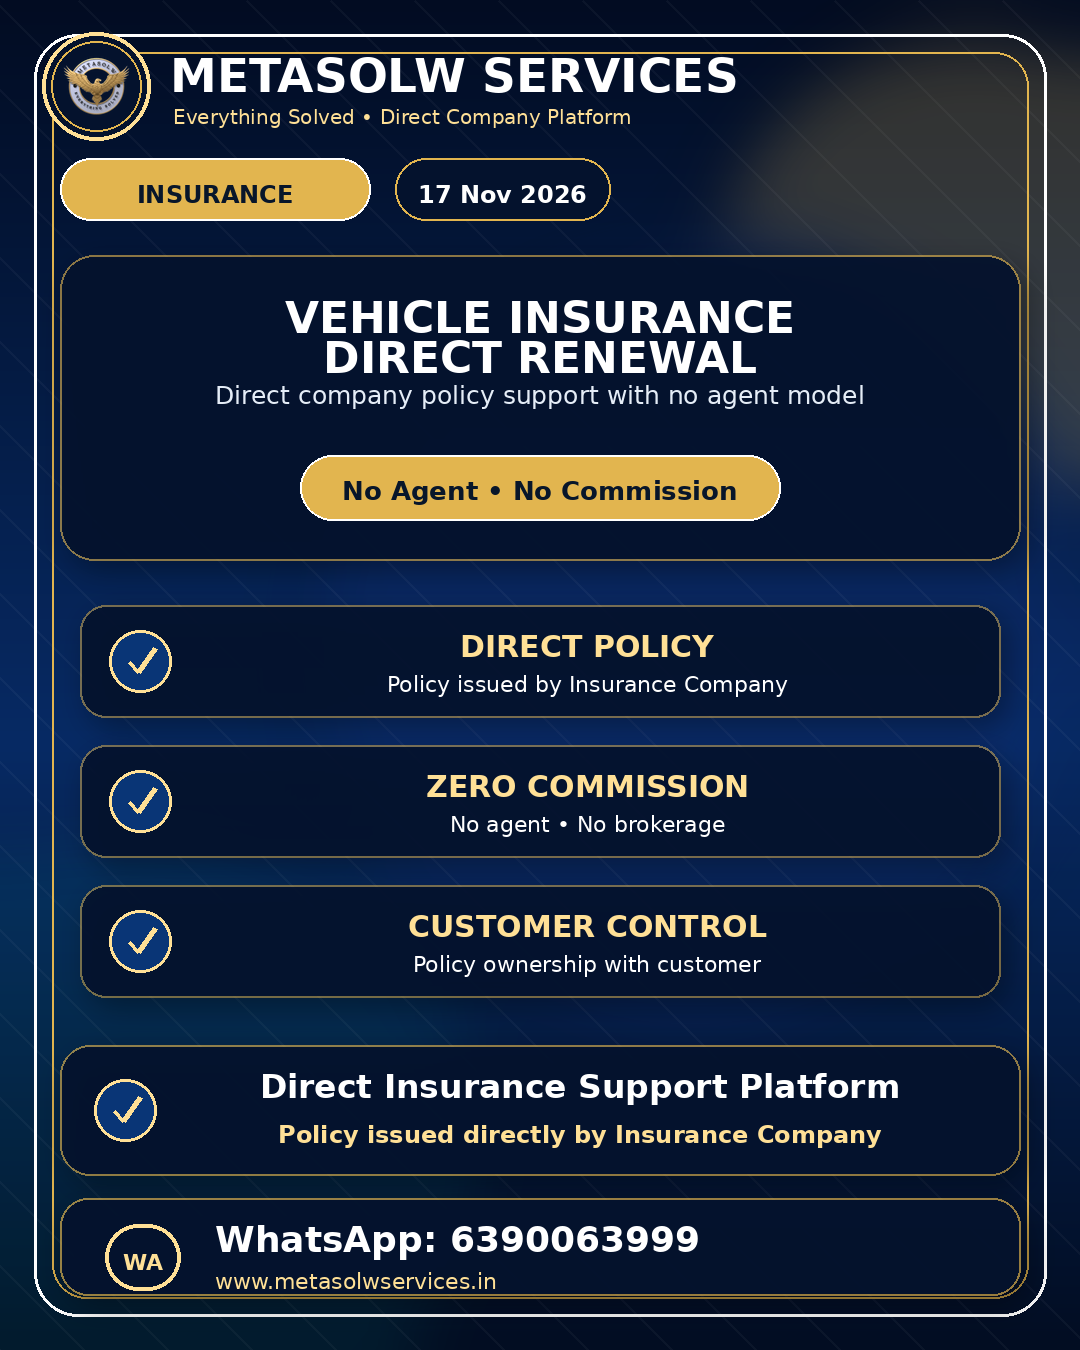 METASOLW
EVERYTHING SOLVED
METASOLW SERVICES
Everything Solved • Direct Company Platform
INSURANCE
17 Nov 2026
VEHICLE INSURANCE
DIRECT RENEWAL
Direct company policy support with no agent model
No Agent • No Commission
DIRECT POLICY
Policy issued by Insurance Company
ZERO COMMISSION
No agent • No brokerage
CUSTOMER CONTROL
Policy ownership with customer
Direct Insurance Support Platform
Policy issued directly by Insurance Company
WA
WhatsApp: 6390063999
www.metasolwservices.in